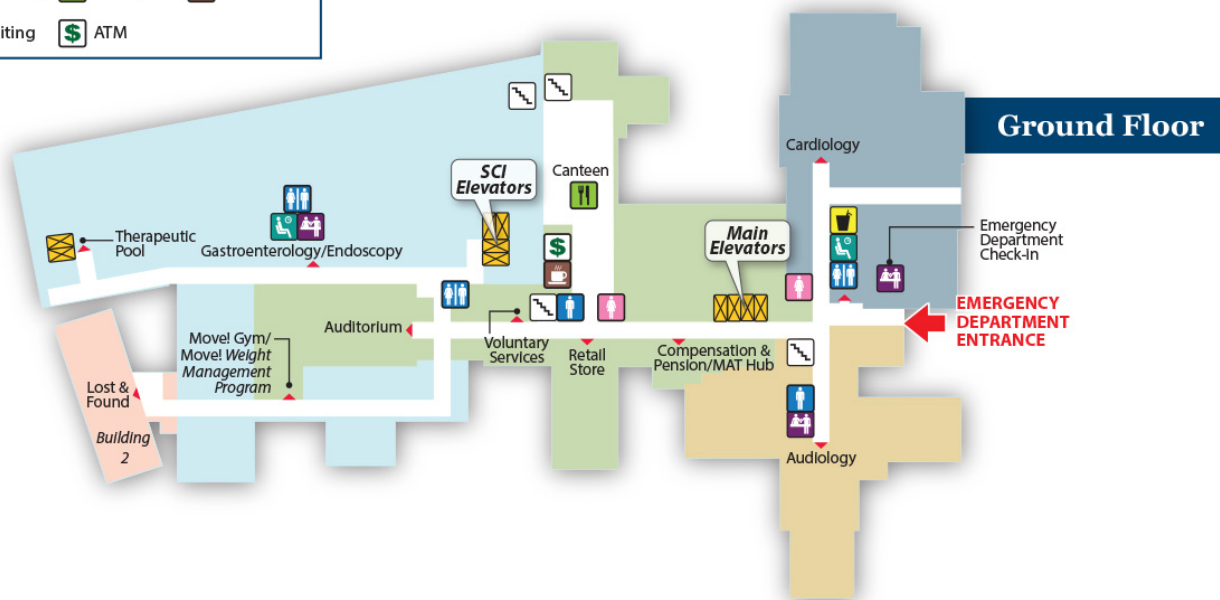 $ ATM
Ground Floor
Cardiology
SCI
Elevators
Canteen
$
Main
Elevators
Emergency
Department
Check-In
Therapeutic
Pool
Gastroenterology/Endoscopy
EMERGENCY
DEPARTMENT
ENTRANCE
Auditorium
Move! Gym/
Move! Weight
Management
Program
Voluntary
Services
Retail
Store
Compensation &
Pension/MAT Hub
Lost &
Found
Building
2
Audiology